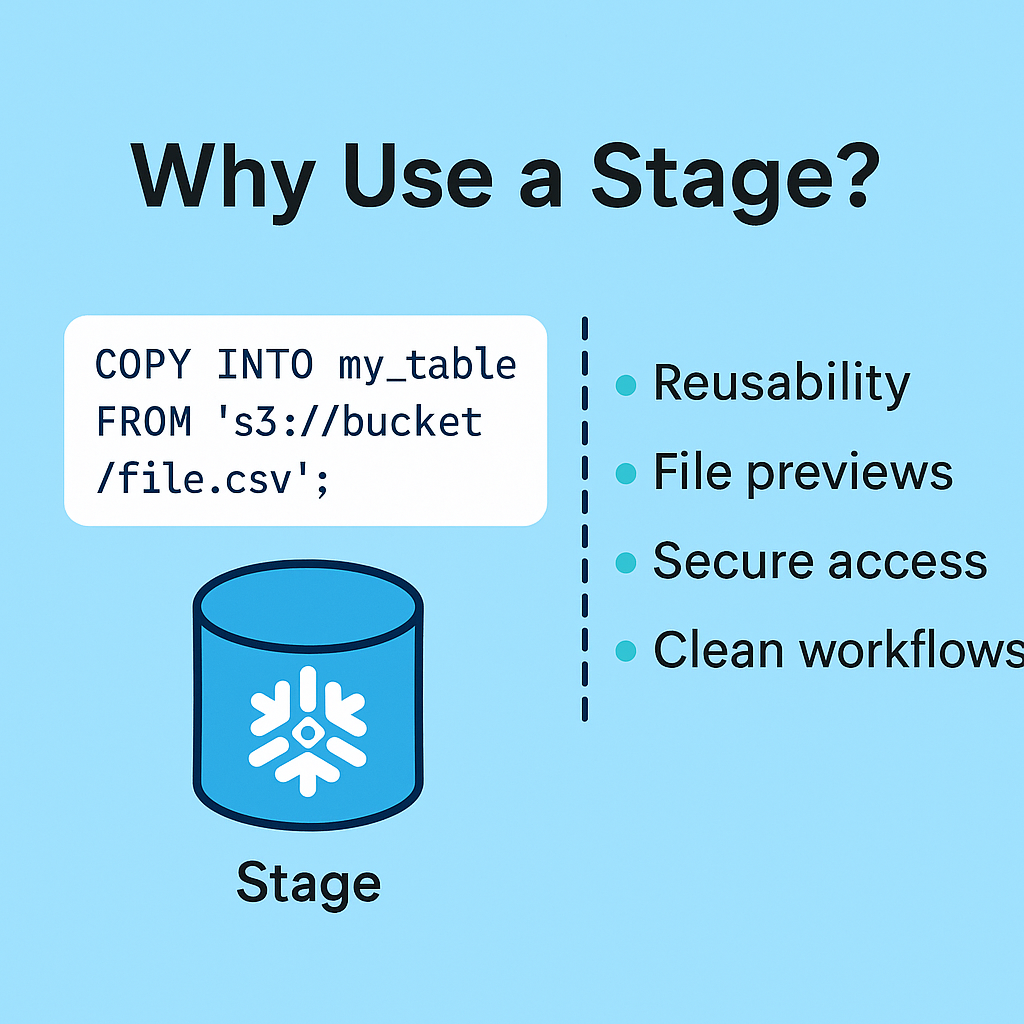 Why Use a Stage?
COPY INTO my_table
FROM 's3://bucket
/file.csv';
Stage
Reusability
File previews
Secure access
Clean workflows